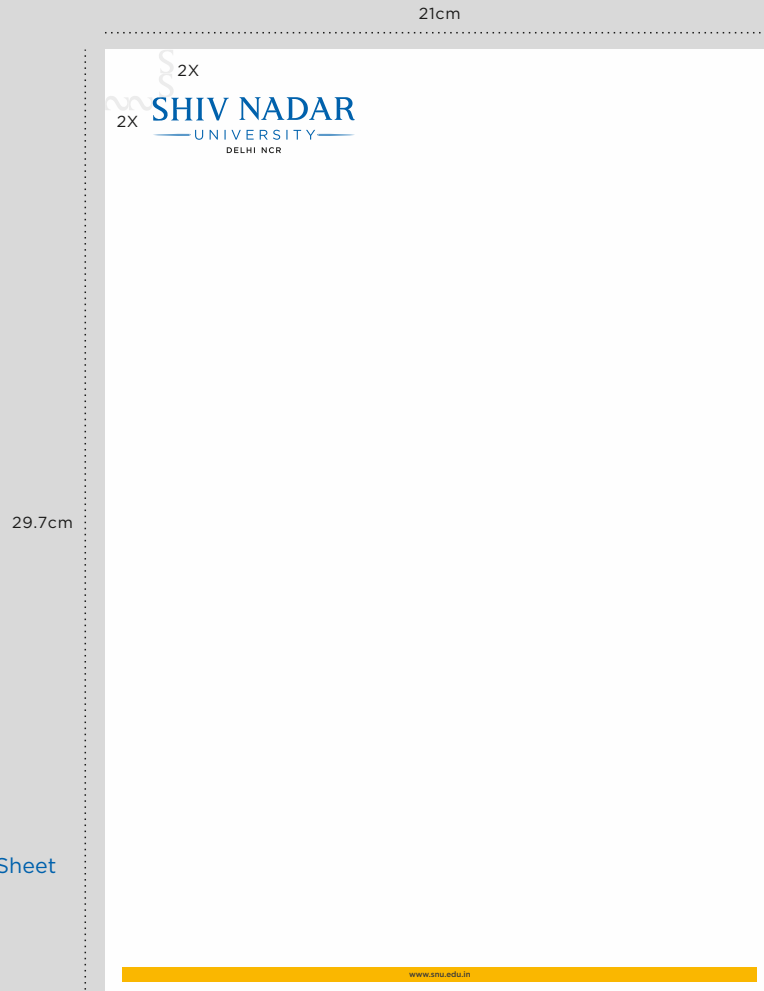 21cm
2X
2X
SHIV NADAR
UNIVERSITY
DELHI NCR
29.7cm
Sheet
www.snu.edu.in